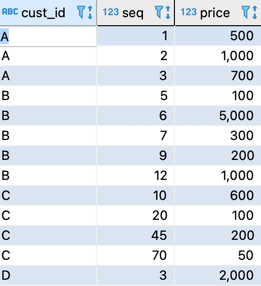 ABC cust_id 123 seq 123 price
A 1 500
A 2 1,000
A 3 700
B 5 100
B 6 5,000
B 7 300
B 9 200
B 12 1,000
C 10 600
C 20 100
C 45 200
C 70 50
D 3 2,000